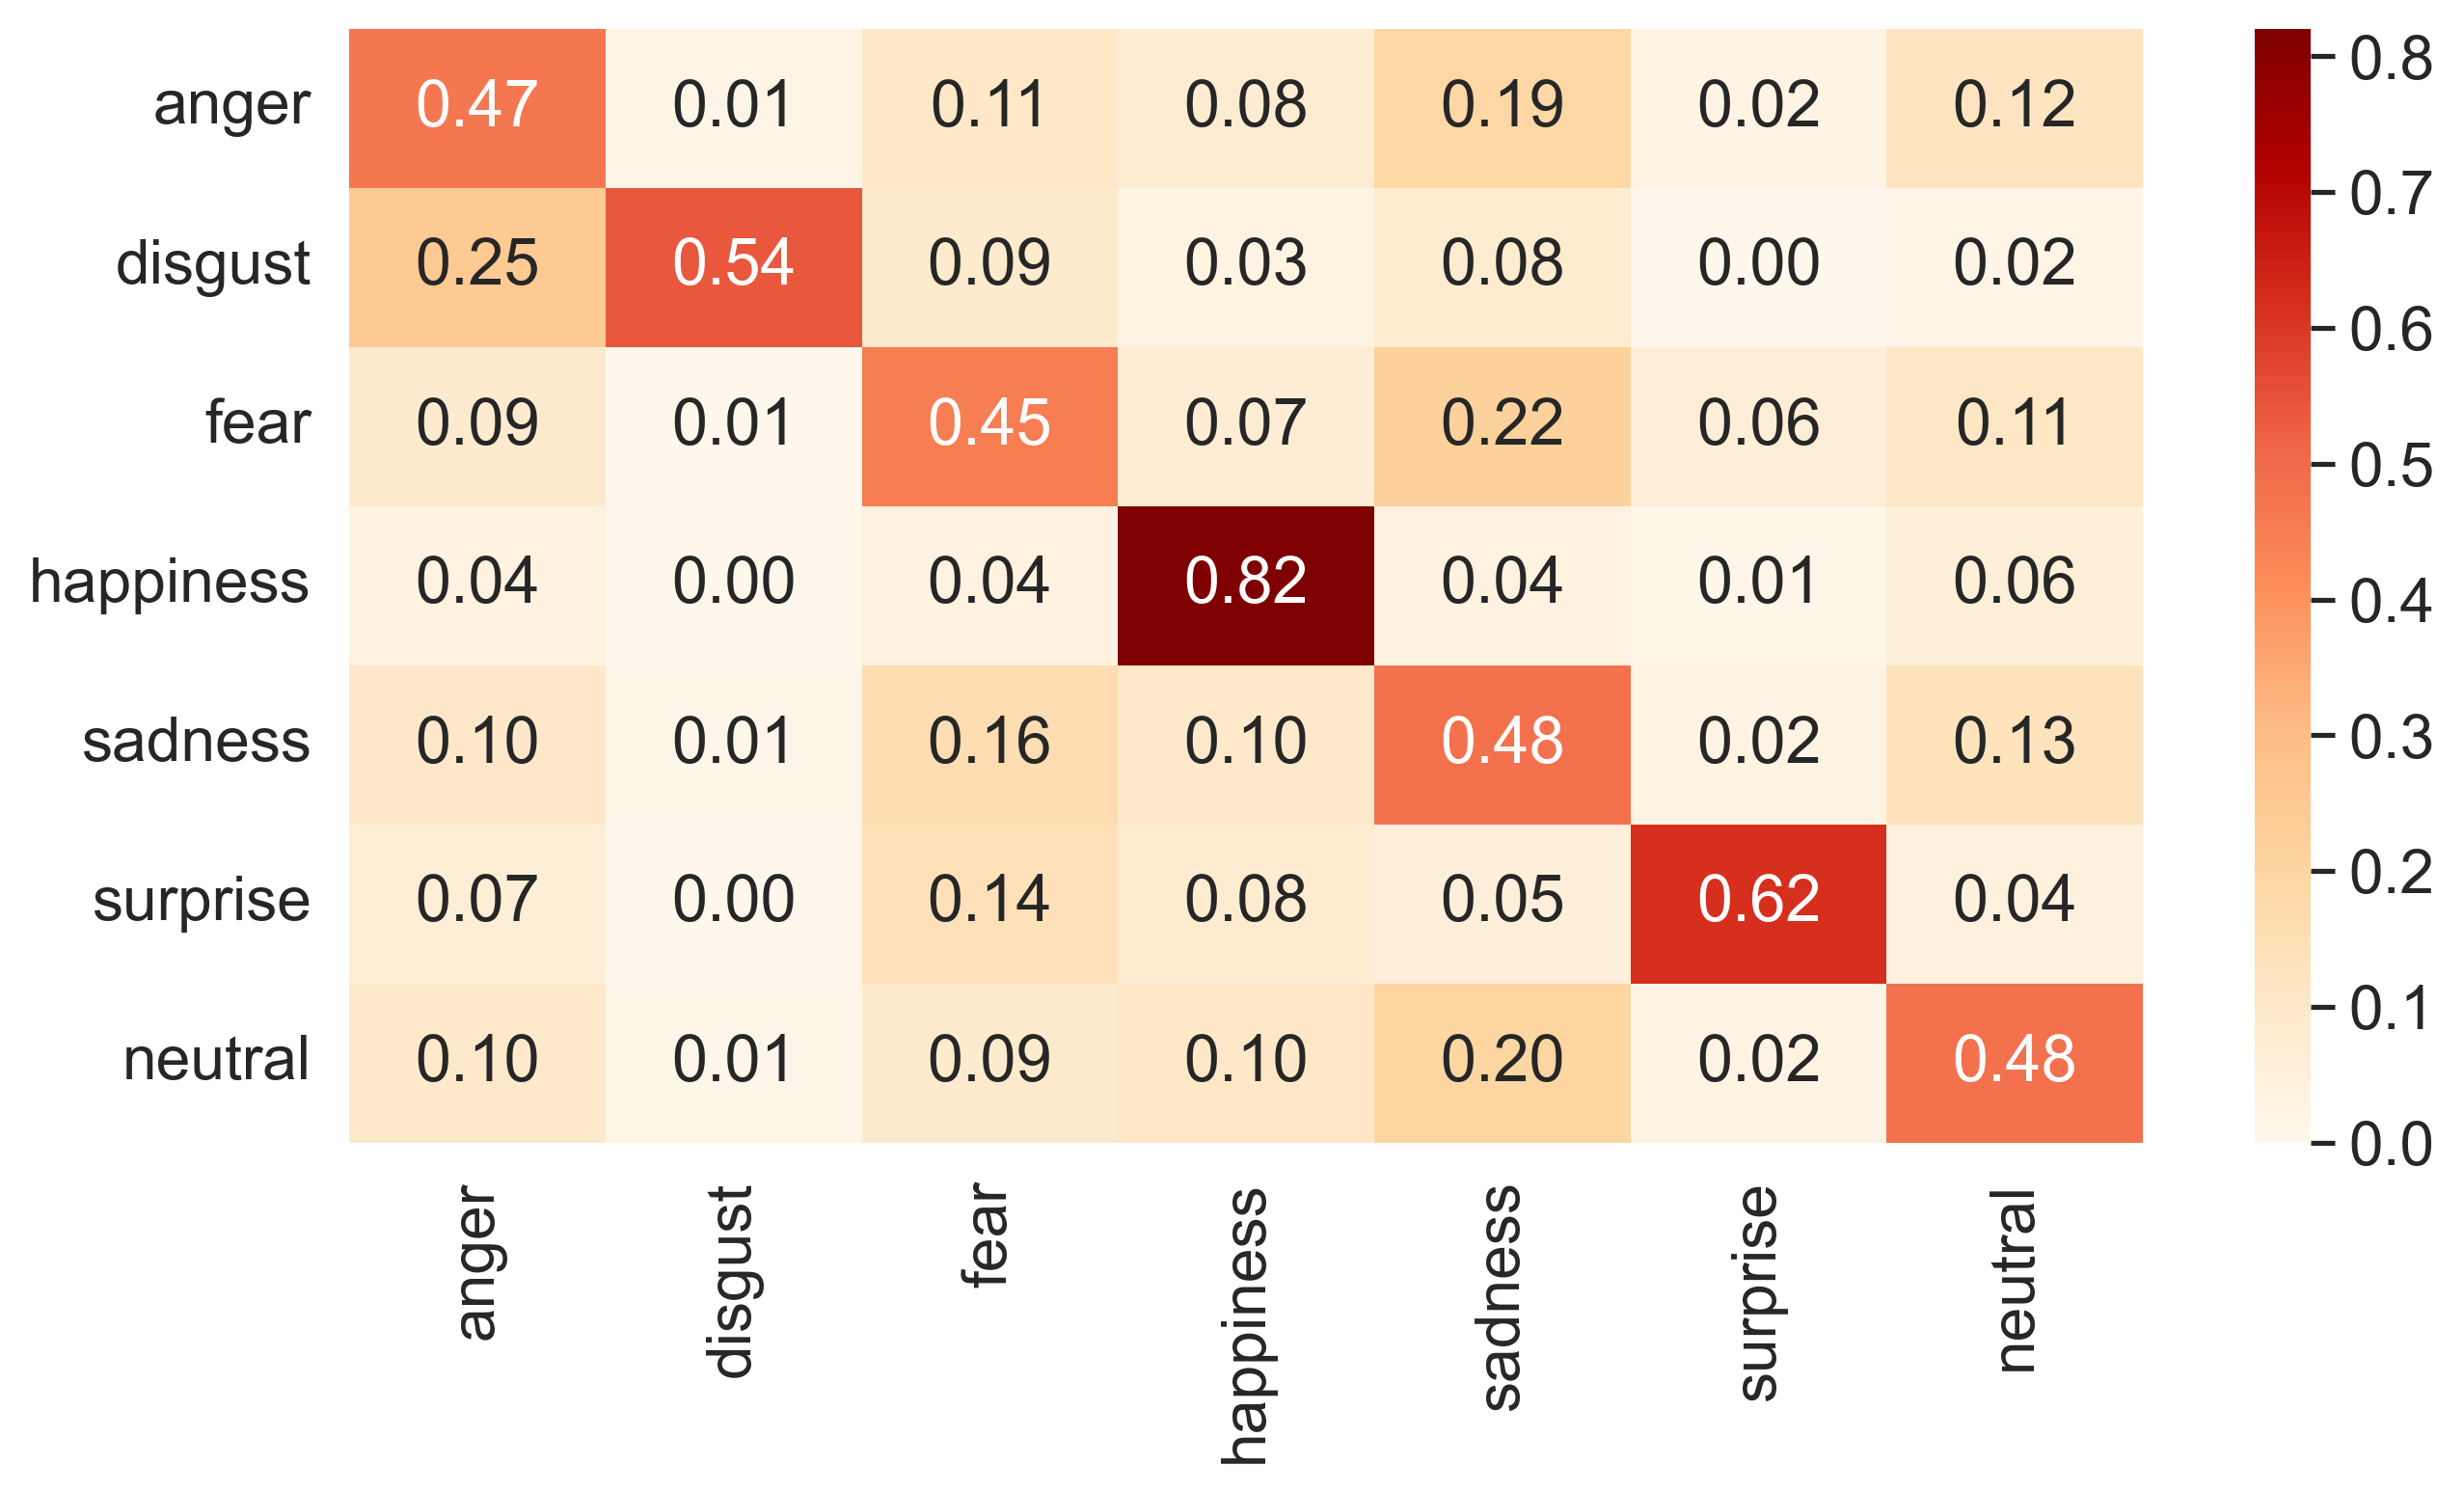 anger 0.47 0.01 0.11 0.08 0.19 0.02 0.12
disgust 0.25 0.54 0.09 0.03 0.08 0.00 0.02
fear 0.09 0.01 0.45 0.07 0.22 0.06 0.11
happiness 0.04 0.00 0.04 0.82 0.04 0.01 0.06
sadness 0.10 0.01 0.16 0.10 0.48 0.02 0.13
surprise 0.07 0.00 0.14 0.08 0.05 0.62 0.04
neutral 0.10 0.01 0.09 0.10 0.20 0.02 0.48
anger
disgust
fear
happiness
sadness
surprise
neutral
0.8
0.7
0.6
0.5
0.4
0.3
0.2
0.1
0.0